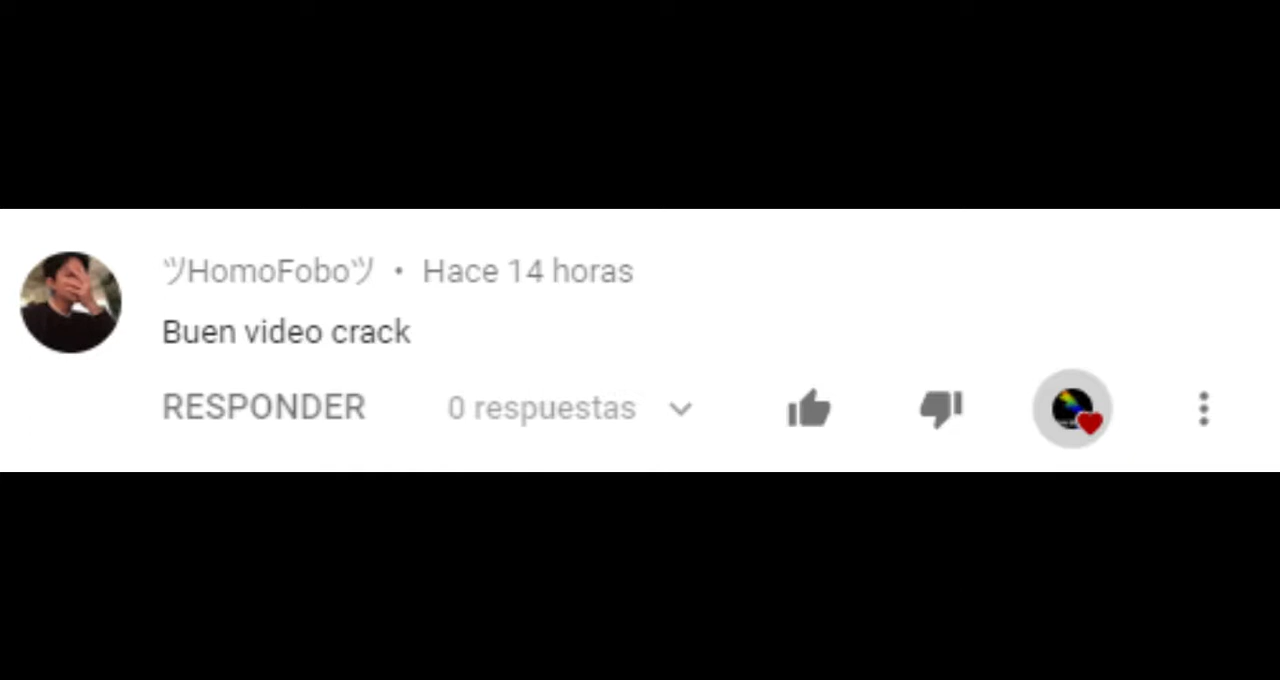 ツHomoFoboツ • Hace 14 horas
Buen video crack
RESPONDER 0 respuestas